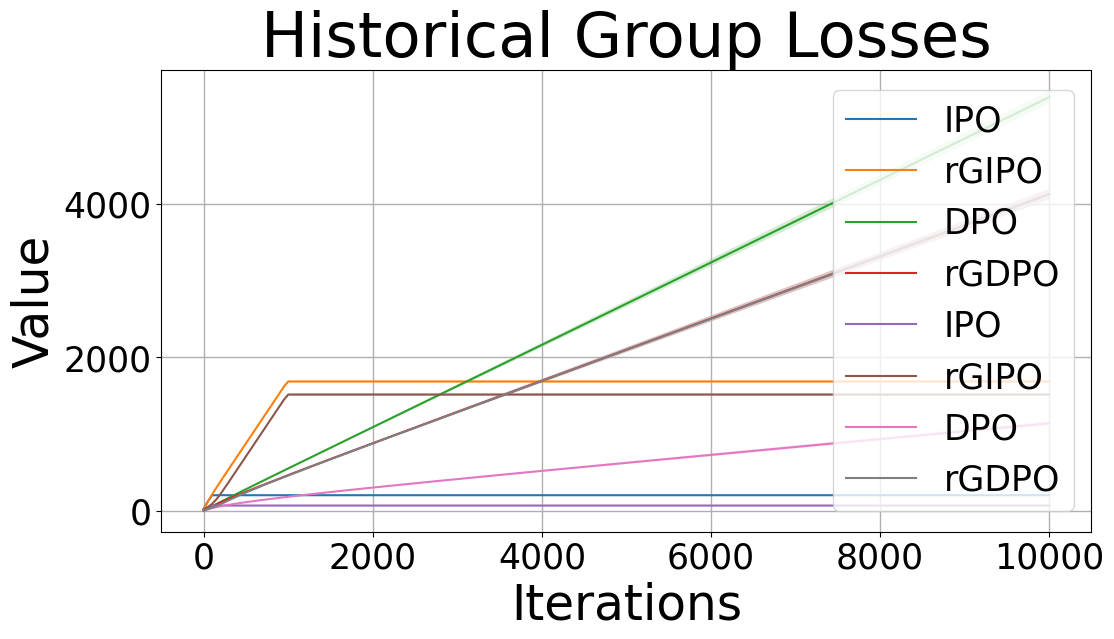 Historical Group Losses
Value
4000
2000
0
0
2000
4000
6000
8000
10000
Iterations
IPO
rGIPO
DPO
rGDPO
IPO
rGIPO
DPO
rGDPO